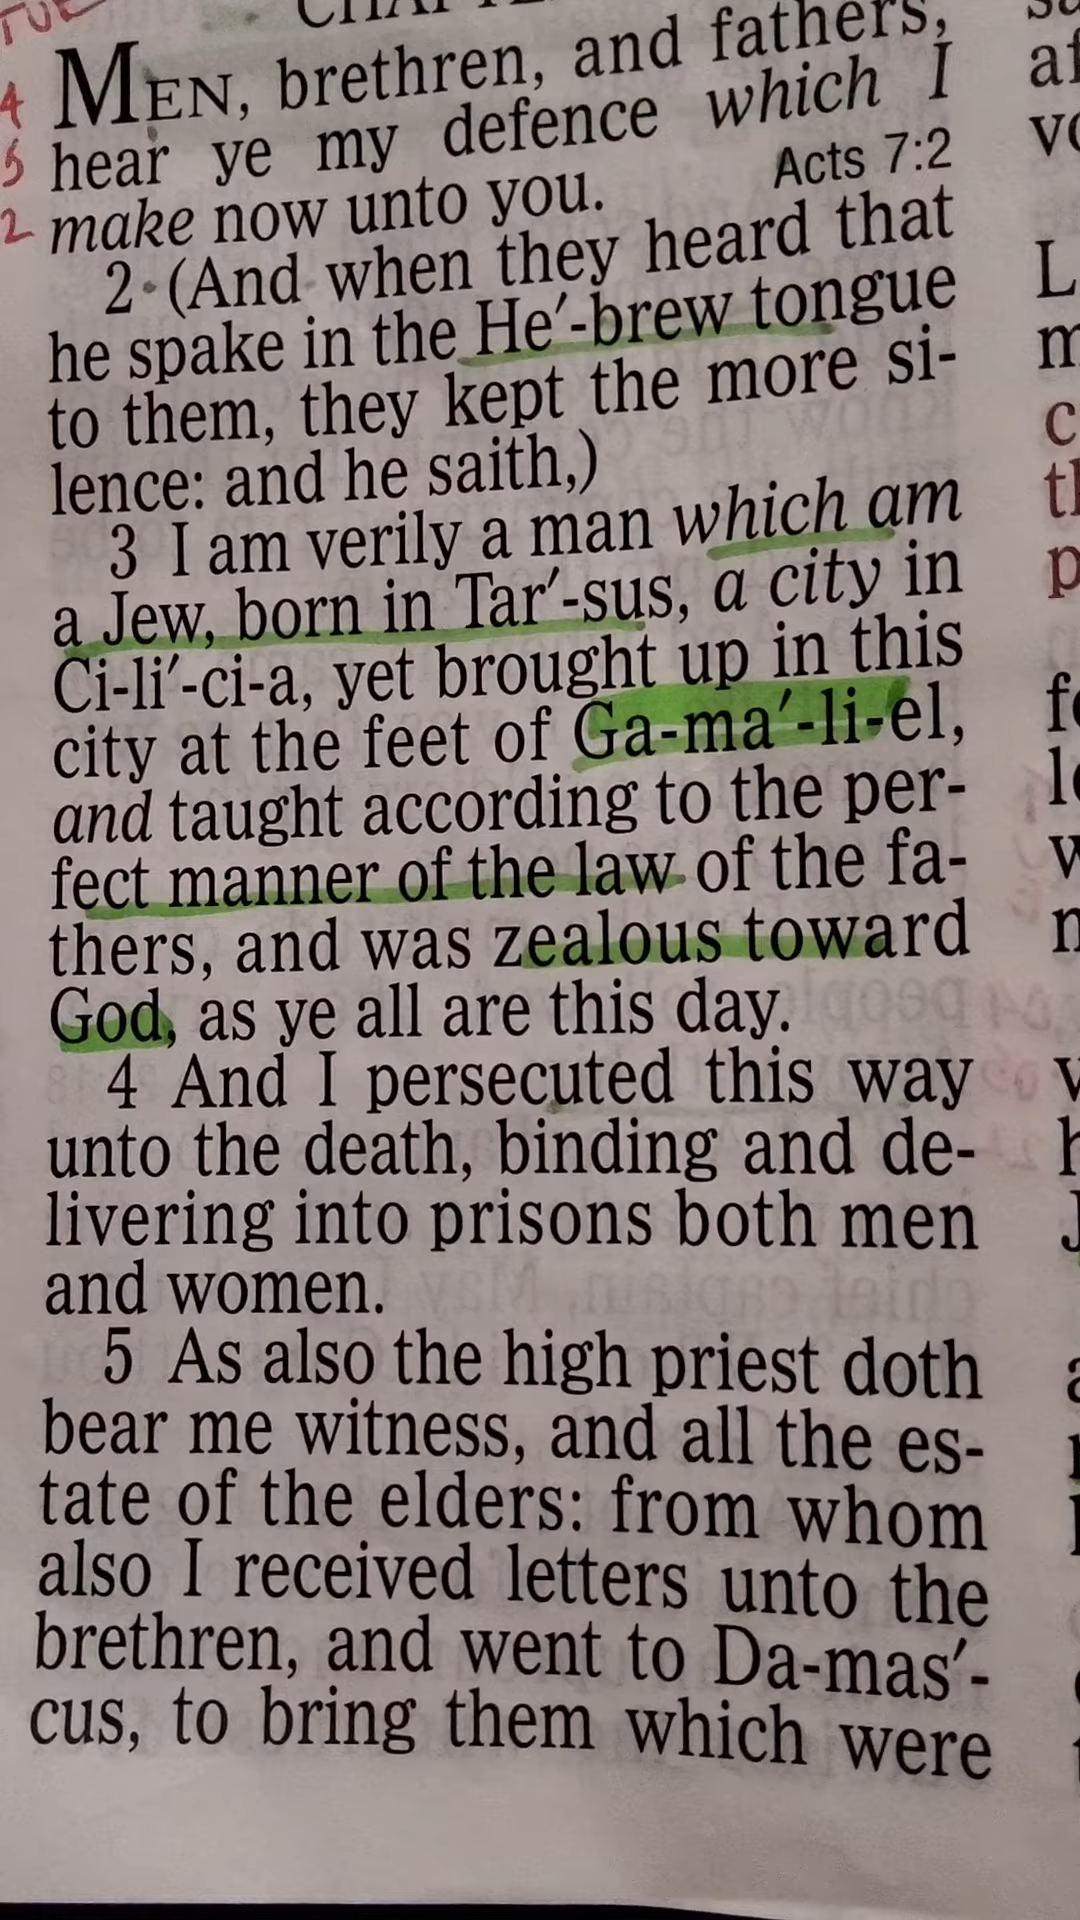 MEN, brethren, and fathers,
hear ye my defence which I
make now unto you. Acts 7:2
2 (And when they heard that
he spake in the He′-brew tongue
to them, they kept the more si-
lence: and he saith,)
3 I am verily a man which am
a Jew, born in Tar′-sus, a city in
Ci-li′-ci-a, yet brought up in this
city at the feet of Ga-ma′-li-el,
and taught according to the per-
fect manner of the law of the fa-
thers, and was zealous toward
God, as ye all are this day.
4 And I persecuted this way
unto the death, binding and de-
livering into prisons both men
and women.
5 As also the high priest doth
bear me witness, and all the es-
tate of the elders: from whom
also I received letters unto the
brethren, and went to Da-mas′-
cus, to bring them which were